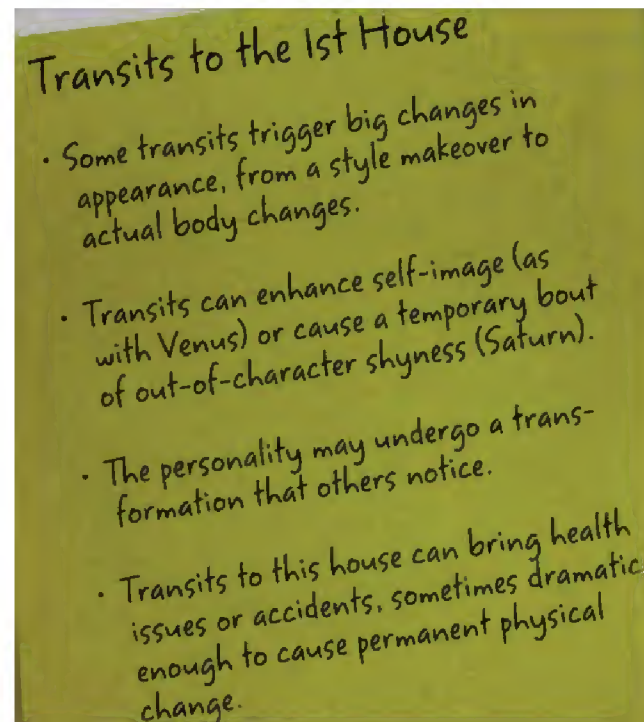 Transits to the 1st House
• Some transits trigger big changes in
appearance, from a style makeover to
actual body changes.
• Transits can enhance self-image (as
with Venus) or cause a temporary bout
of out-of-character shyness (Saturn).
• The personality may undergo a trans-
formation that others notice.
• Transits to this house can bring health
issues or accidents, sometimes dramatic
enough to cause permanent physical
change.